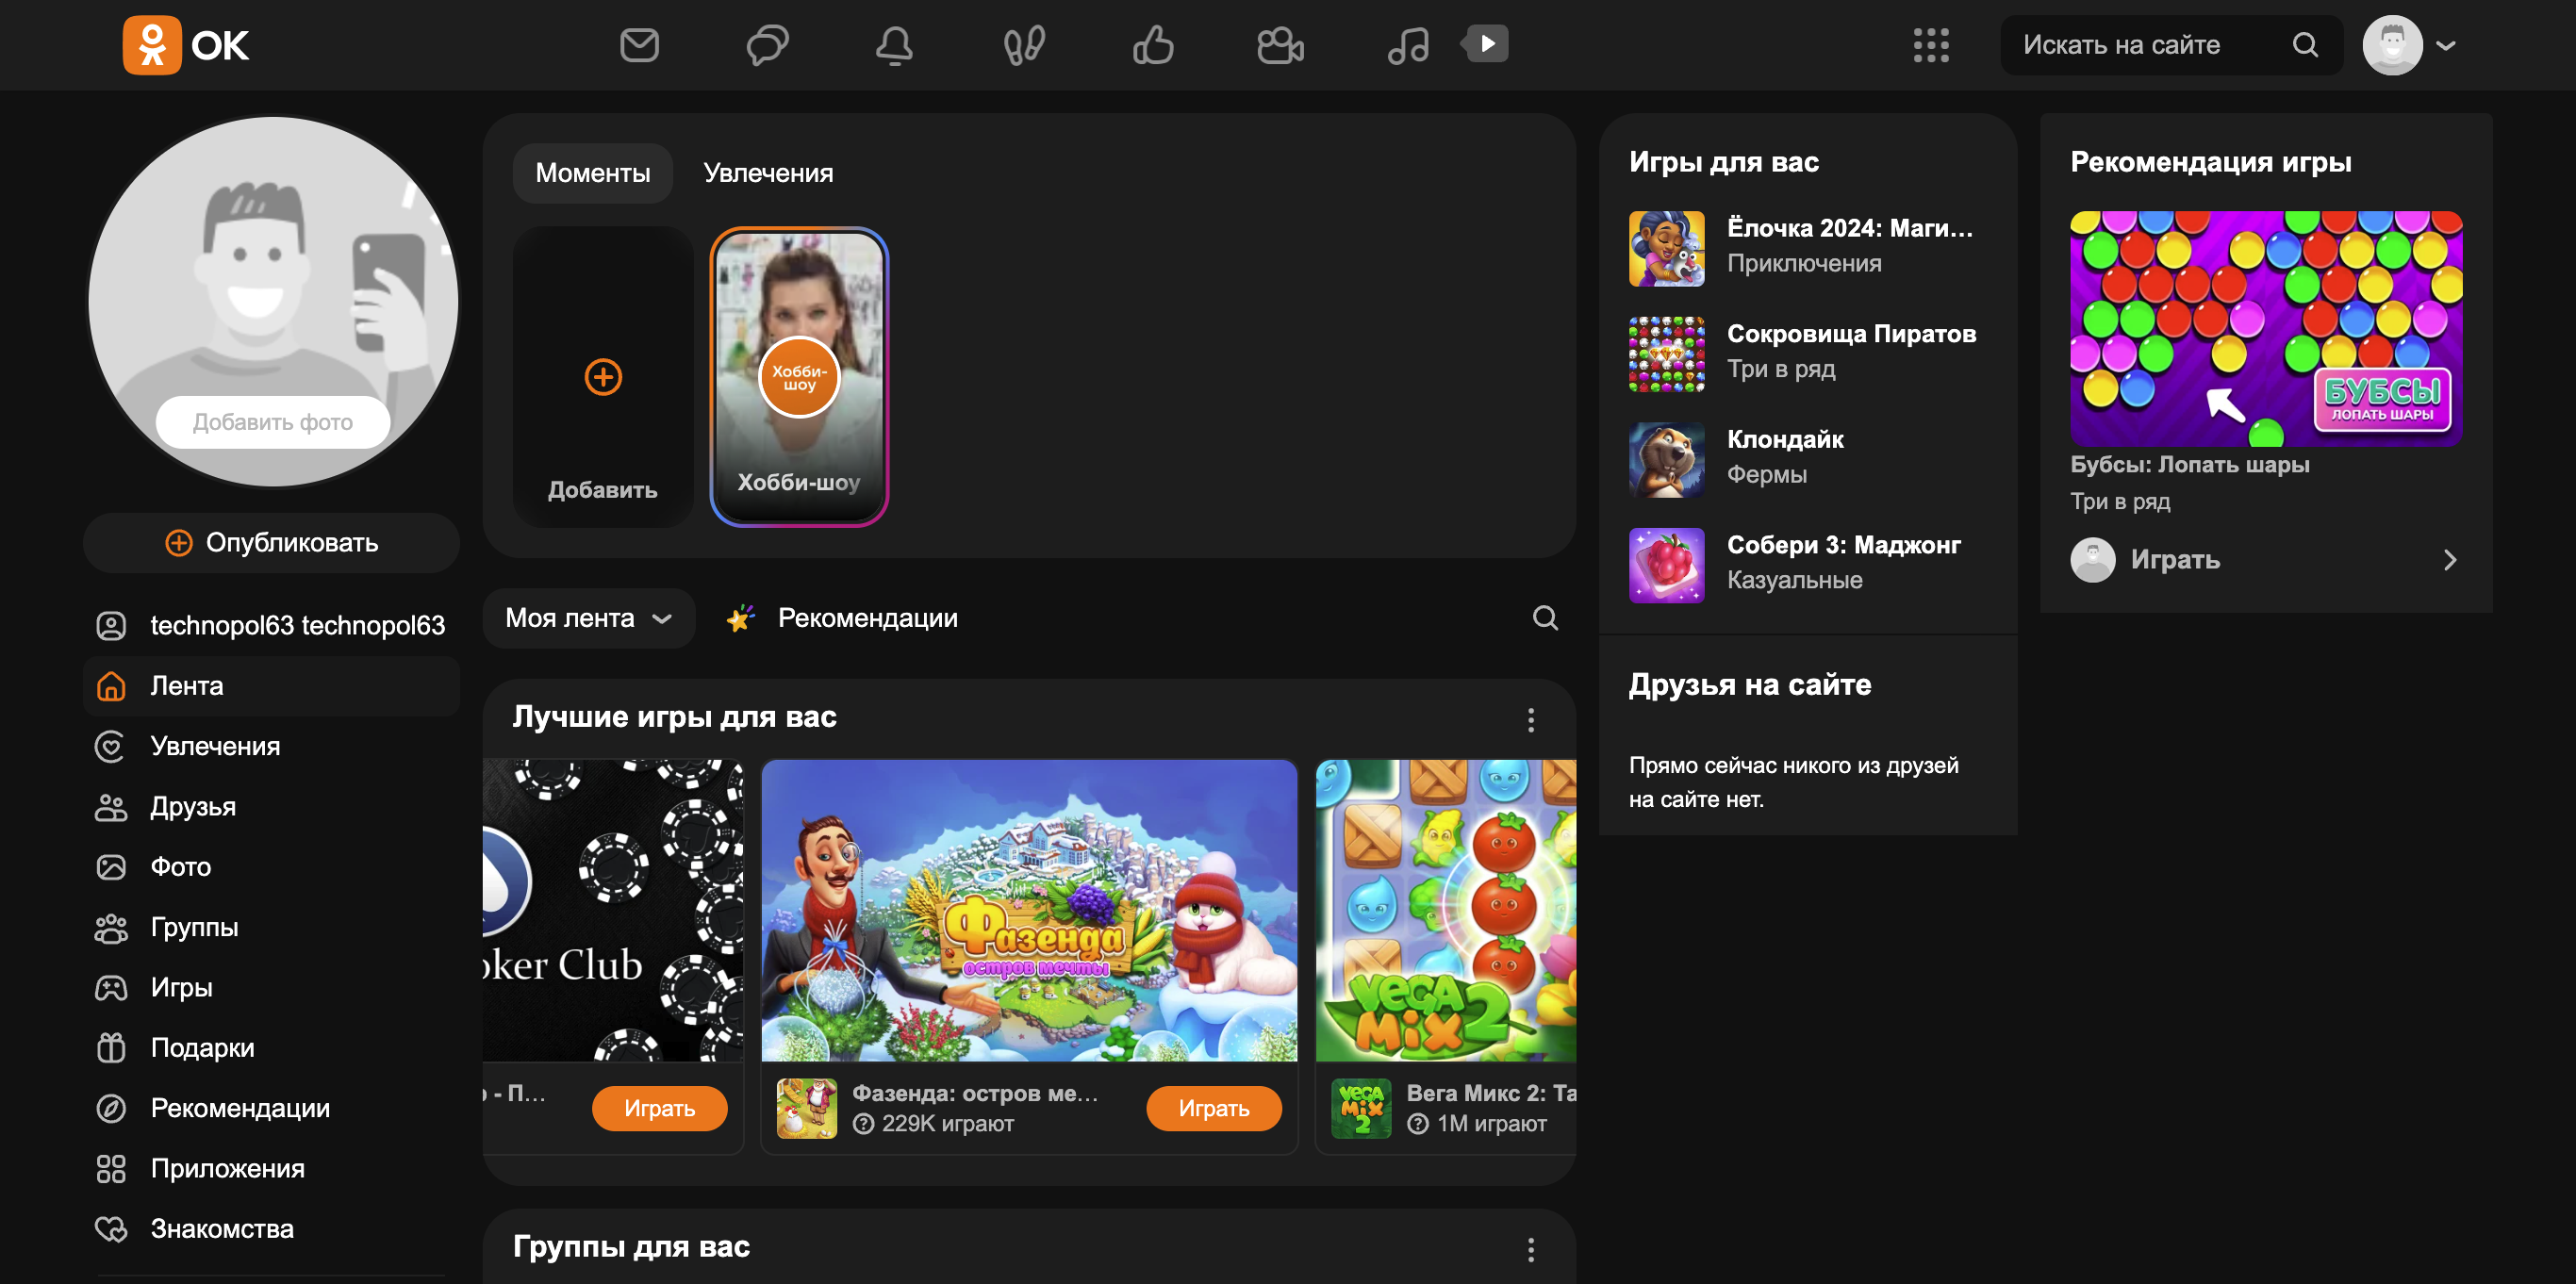 OK
Искать на сайте
Добавить фото
Опубликовать
technopol63 technopol63
Лента
Увлечения
Друзья
Фото
Группы
Игры
Подарки
Рекомендации
Приложения
Знакомства
Моменты
Увлечения
Добавить
Хобби-
шоу
Хобби-шоу
Моя лента
Рекомендации
Лучшие игры для вас
oker Club
- П...
Играть
Фазенда
остров мечты
Фазенда: остров ме...
229K играют
Играть
VEGA
MIX 2
VEGA
MIX
2
Вега Микс 2: Та
1M играют
Группы для вас
Игры для вас
Ёлочка 2024: Маги...
Приключения
Сокровища Пиратов
Три в ряд
Клондайк
Фермы
Собери 3: Маджонг
Казуальные
Друзья на сайте
Прямо сейчас никого из друзей
на сайте нет.
Рекомендация игры
БУБСЫ
ЛОПАТЬ ШАРЫ
Бубсы: Лопать шары
Три в ряд
Играть